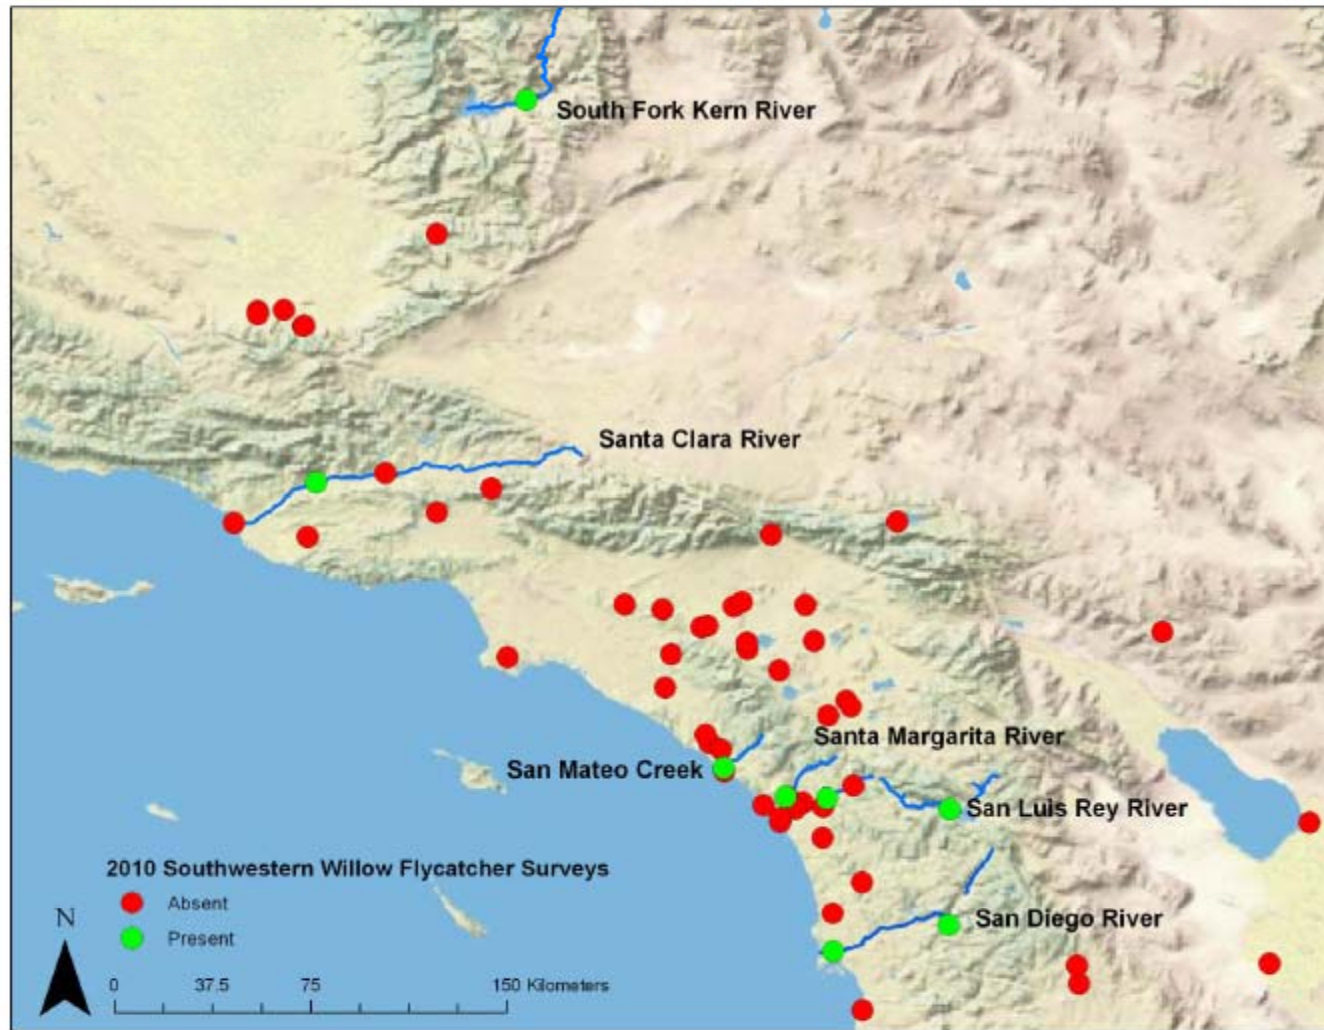 South Fork Kern River
Santa Clara River
Santa Margarita River
San Mateo Creek
San Luis Rey River
2010 Southwestern Willow Flycatcher Surveys
Absent
San Diego River
N
Present
0 37.5 75 150 Kilometers